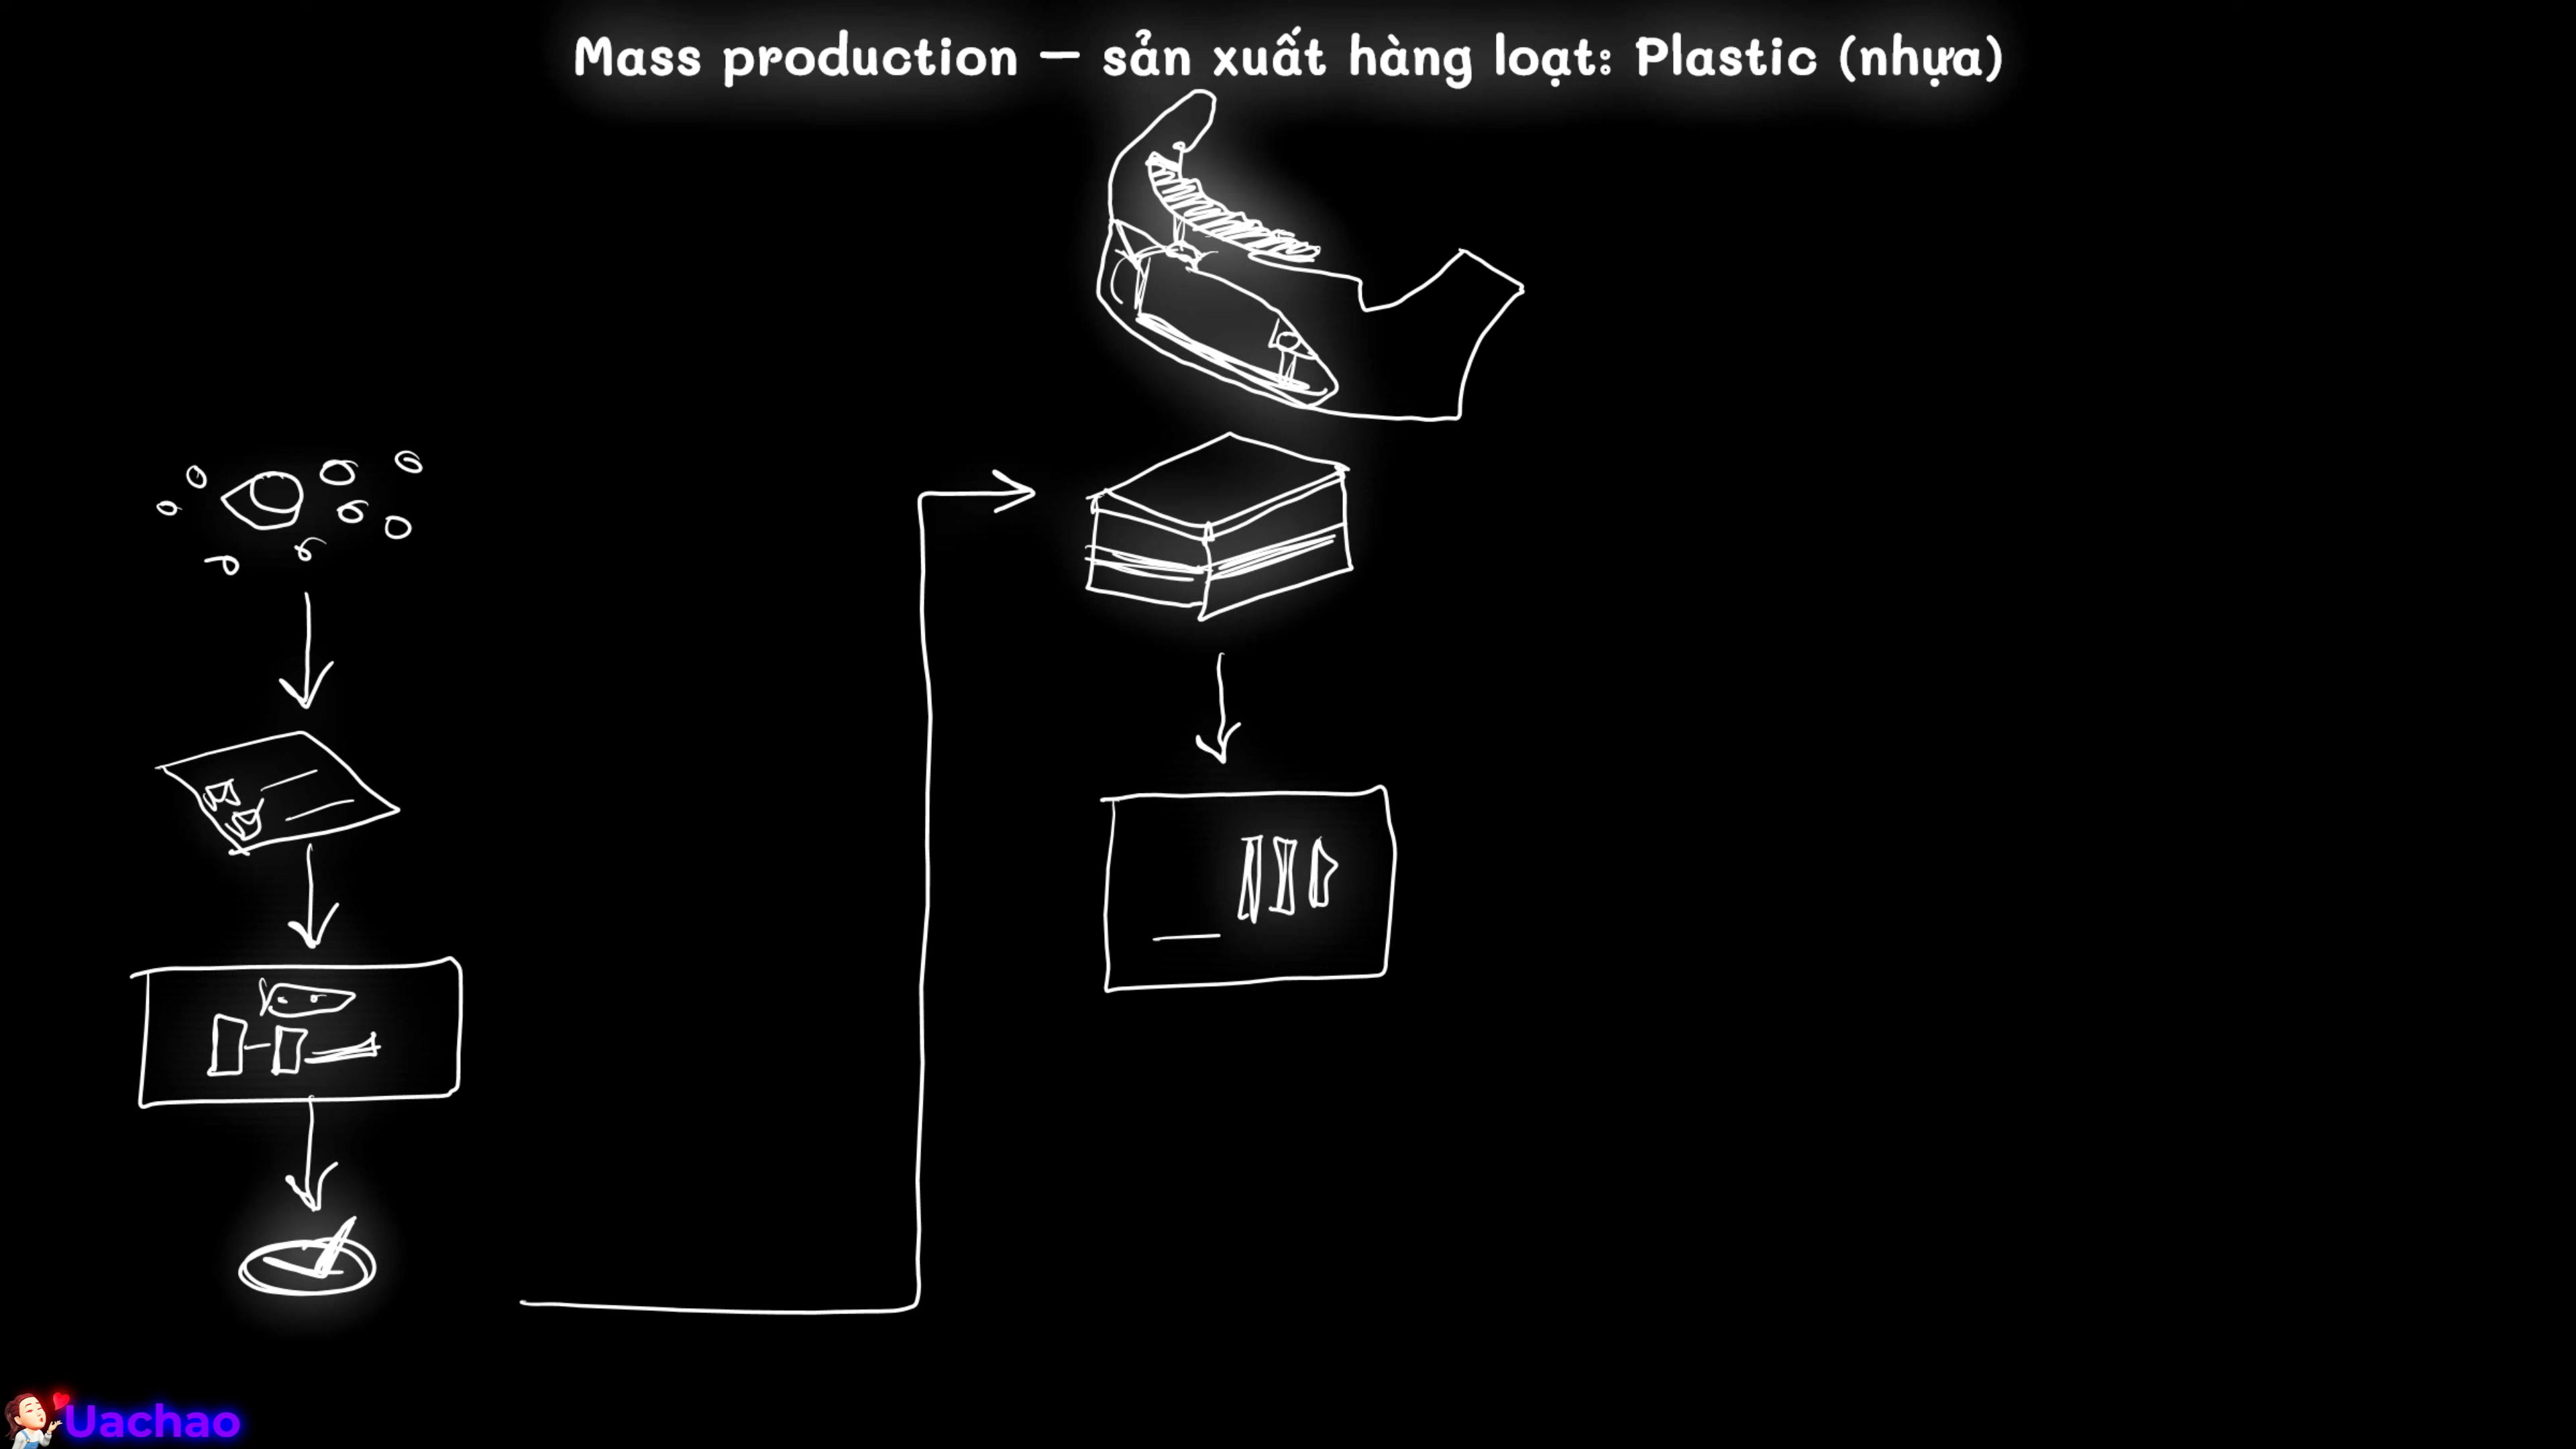 Mass production — sản xuất hàng loạt: Plastic (nhựa)
Uachao